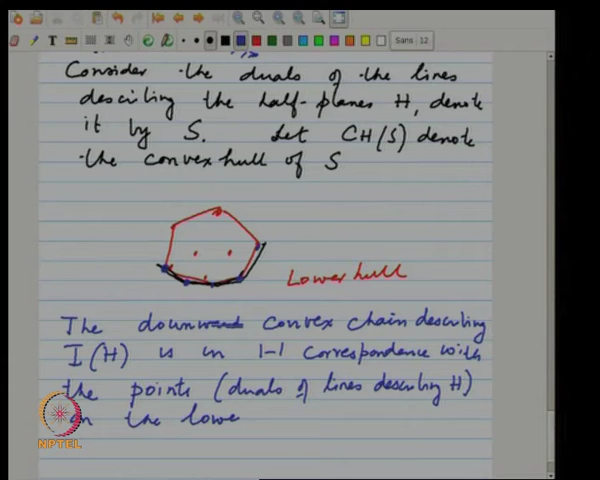 Sans 12
Consider the duals of the lines
describing the half-planes H, denote
it by S. Let CH(S) denote
the convex hull of S
Lower hull
The downward convex chain describing
I(H) is in 1-1 correspondence with
the points (duals of lines describing H)
on the lowe
NPTEL